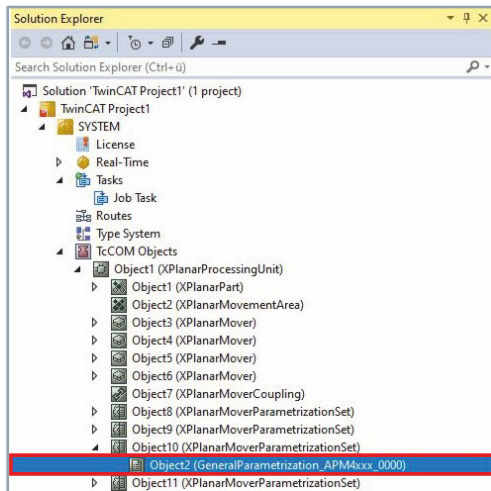 Solution Explorer
Search Solution Explorer (Ctrl+ü)
Solution 'TwinCAT Project1' (1 project)
TwinCAT Project1
SYSTEM
License
Real-Time
Tasks
Job Task
Routes
Type System
TcCOM Objects
Object1 (XPlanarProcessingUnit)
Object1 (XPlanarPart)
Object2 (XPlanarMovementArea)
Object3 (XPlanarMover)
Object4 (XPlanarMover)
Object5 (XPlanarMover)
Object6 (XPlanarMover)
Object7 (XPlanarMoverCoupling)
Object8 (XPlanarMoverParametrizationSet)
Object9 (XPlanarMoverParametrizationSet)
Object10 (XPlanarMoverParametrizationSet)
Object2 (GeneralParametrization_APM4xxx_0000)
Object11 (XPlanarMoverParametrizationSet)